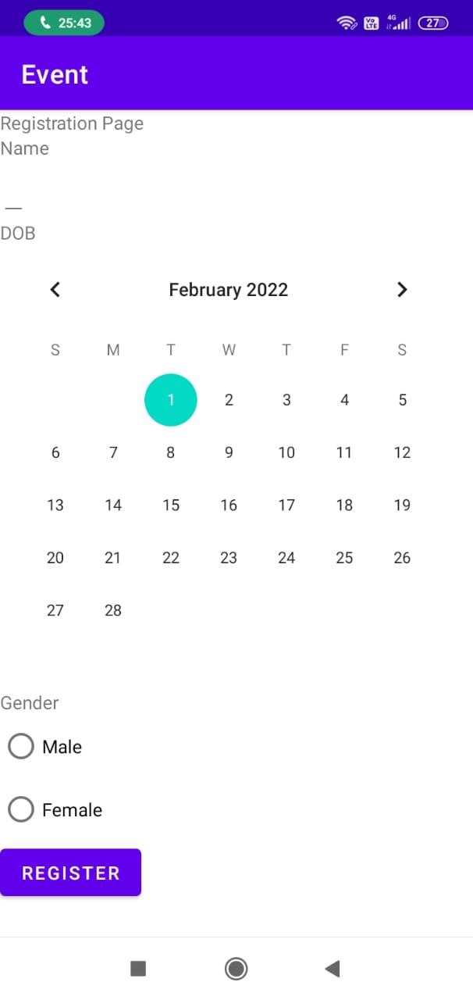 25:43 Vo LTE 4G 27
Event
Registration Page
Name
DOB
February 2022
S M T W T F S
1 2 3 4 5
6 7 8 9 10 11 12
13 14 15 16 17 18 19
20 21 22 23 24 25 26
27 28
Gender
Male
Female
REGISTER